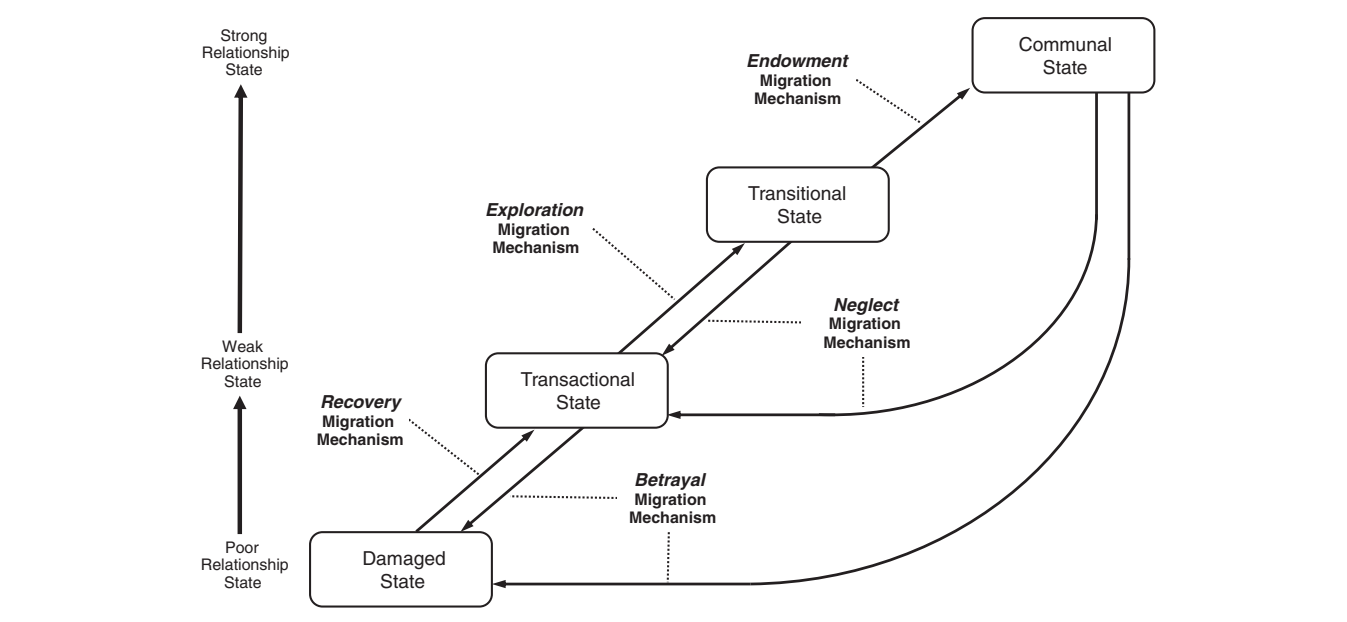 Strong
Relationship
State
Communal
State
Endowment
Migration
Mechanism
Transitional
State
Exploration
Migration
Mechanism
Neglect
Migration
Mechanism
Weak
Relationship
State
Transactional
State
Recovery
Migration
Mechanism
Betrayal
Migration
Mechanism
Poor
Relationship
State
Damaged
State